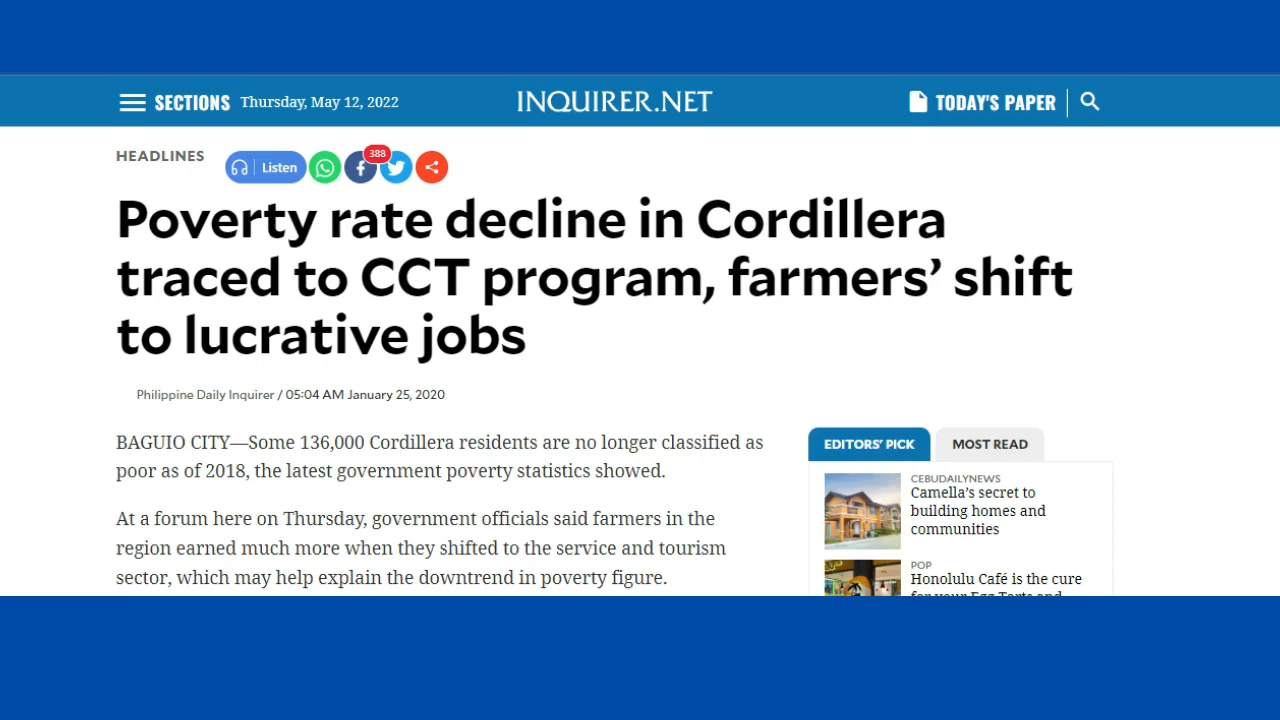 SECTIONS Thursday, May 12, 2022 INQUIRER.NET TODAY'S PAPER
HEADLINES
Listen
388
Poverty rate decline in Cordillera
traced to CCT program, farmers’ shift
to lucrative jobs
Philippine Daily Inquirer / 05:04 AM January 25, 2020
BAGUIO CITY—Some 136,000 Cordillera residents are no longer classified as
poor as of 2018, the latest government poverty statistics showed.
At a forum here on Thursday, government officials said farmers in the
region earned much more when they shifted to the service and tourism
sector, which may help explain the downtrend in poverty figure.
EDITORS' PICK MOST READ
CEBUDAILYNEWS
Camella’s secret to
building homes and
communities
POP
Honolulu Café is the cure
for your Egg Tarts and